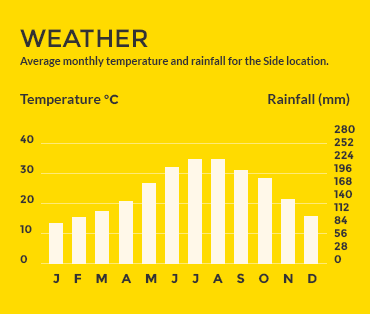 WEATHER
Average monthly temperature and rainfall for the Side location.
Temperature °C Rainfall (mm)
280
40 252
224
30 196
168
20 140
112
10 84
56
28
0 0
J F M A M J J A S O N D